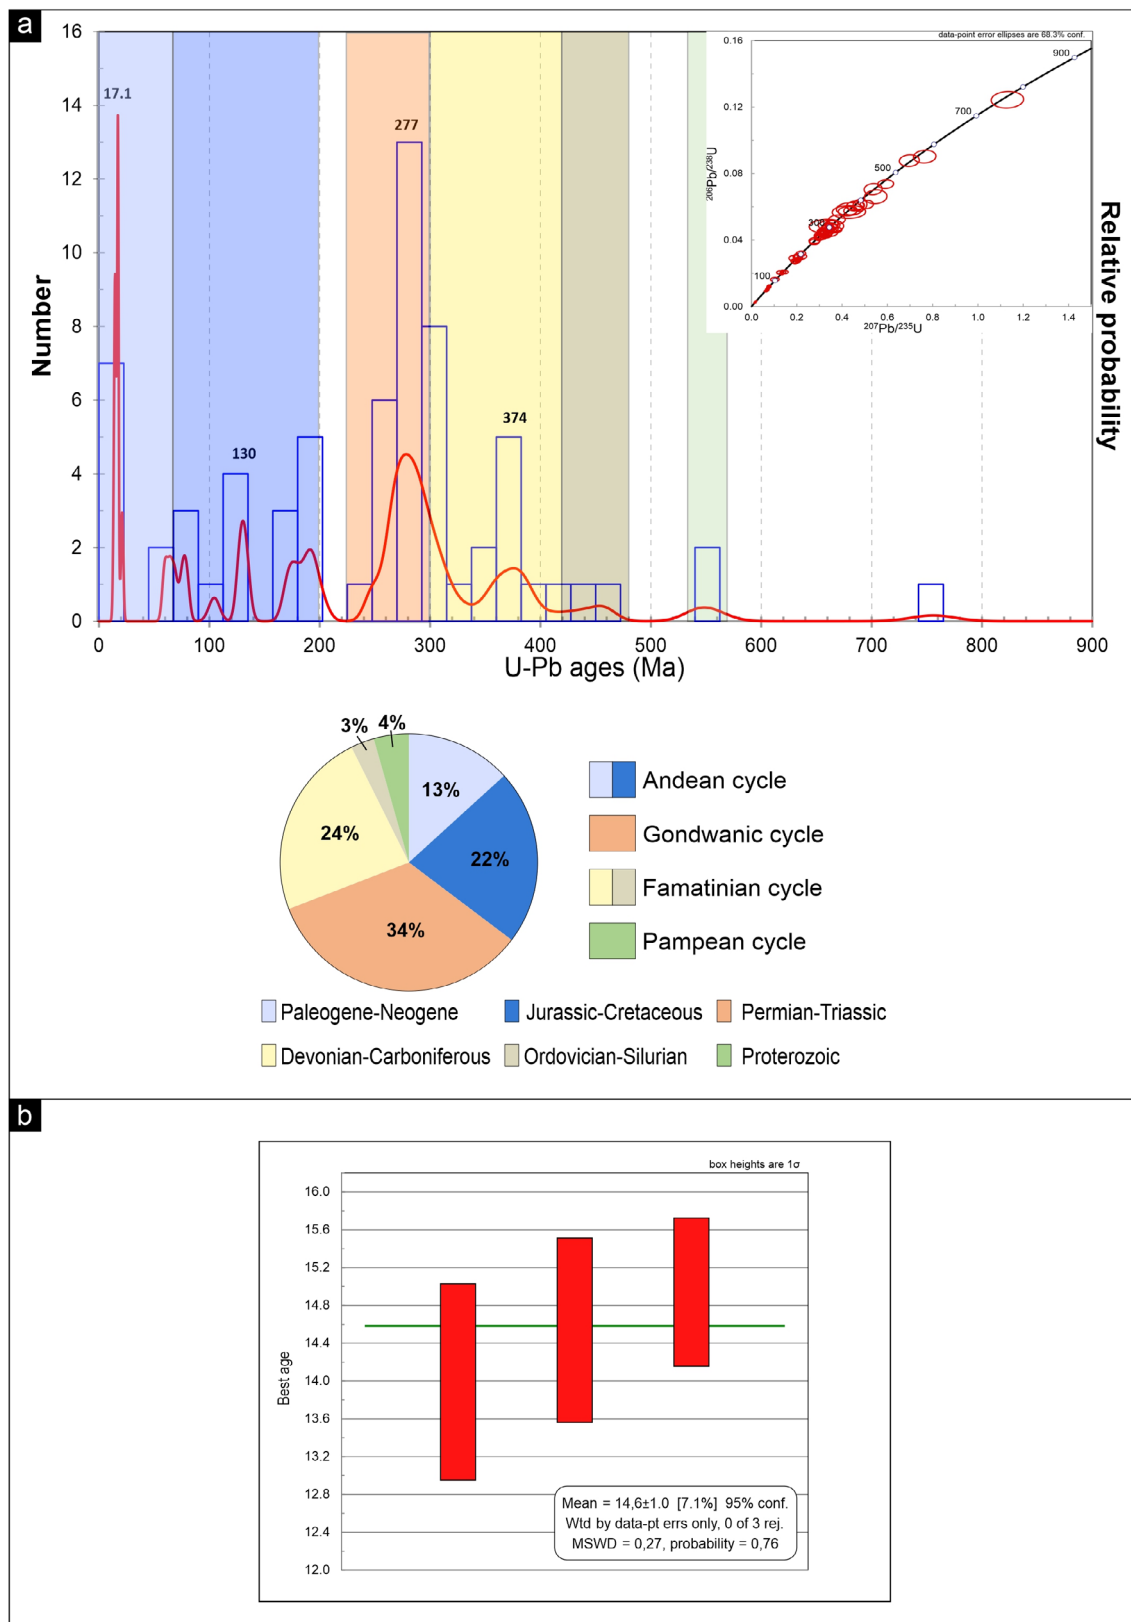 a
16
14
12
10
8
6
4
2
0
Number
17.1
130
277
374
0 100 200 300 400 500 600 700 800 900
U-Pb ages (Ma)
Relative probability
data-point error ellipses are 68.3% conf.
0.16
0.12
0.08
0.04
0.00
206Pb/238U
900
700
500
300
100
0.0 0.2 0.4 0.6 0.8 1.0 1.2 1.4
207Pb/235U
3% 4%
13%
24%
22%
34%
Andean cycle
Gondwanic cycle
Famatinian cycle
Pampean cycle
Paleogene-Neogene Jurassic-Cretaceous Permian-Triassic
Devonian-Carboniferous Ordovician-Silurian Proterozoic
b
box heights are 1σ
16.0
15.6
15.2
14.8
14.4
14.0
13.6
13.2
12.8
12.4
12.0
Best age
Mean = 14,6±1.0 [7.1%] 95% conf.
Wtd by data-pt errs only, 0 of 3 rej.
MSWD = 0,27, probability = 0,76